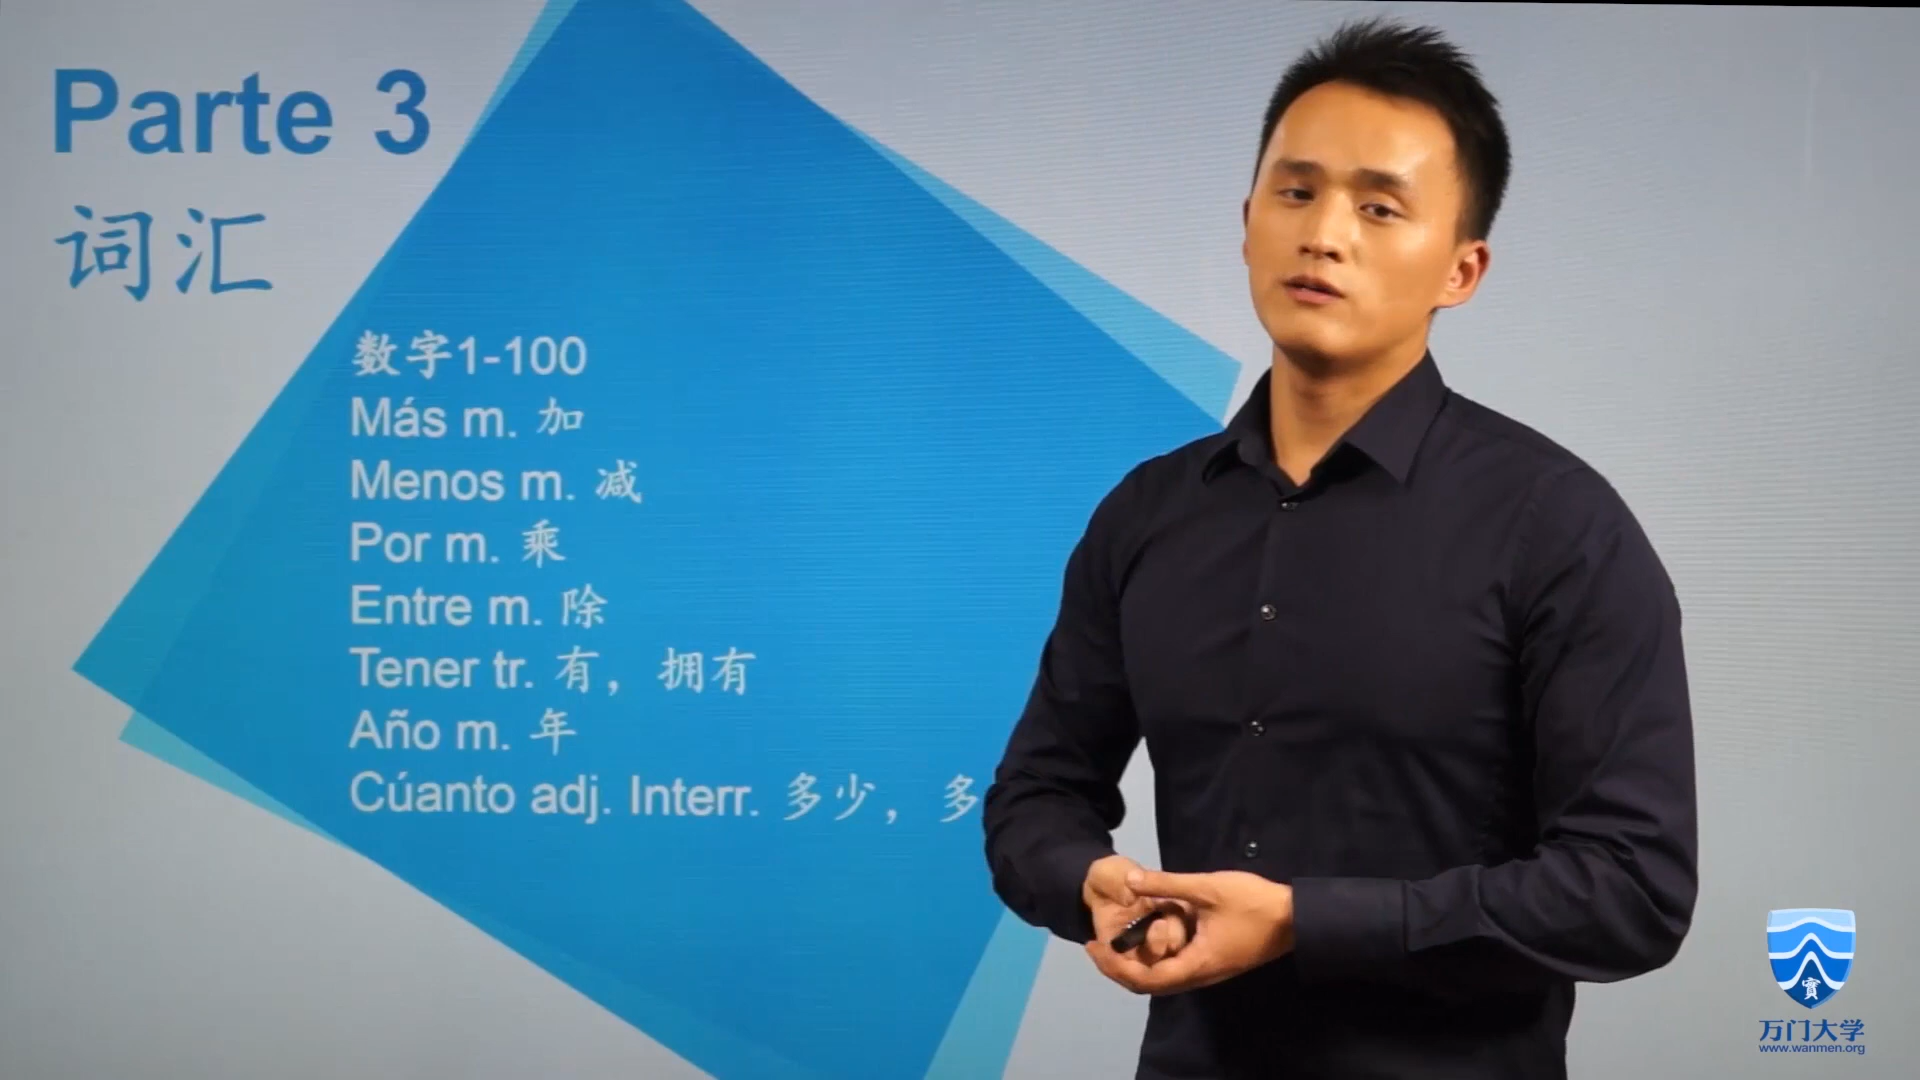 Parte 3
词汇
数字1-100
Más m. 加
Menos m. 减
Por m. 乘
Entre m. 除
Tener tr. 有，拥有
Año m. 年
Cúanto adj. Interr. 多少，多
寳
万门大学
www.wanmen.org